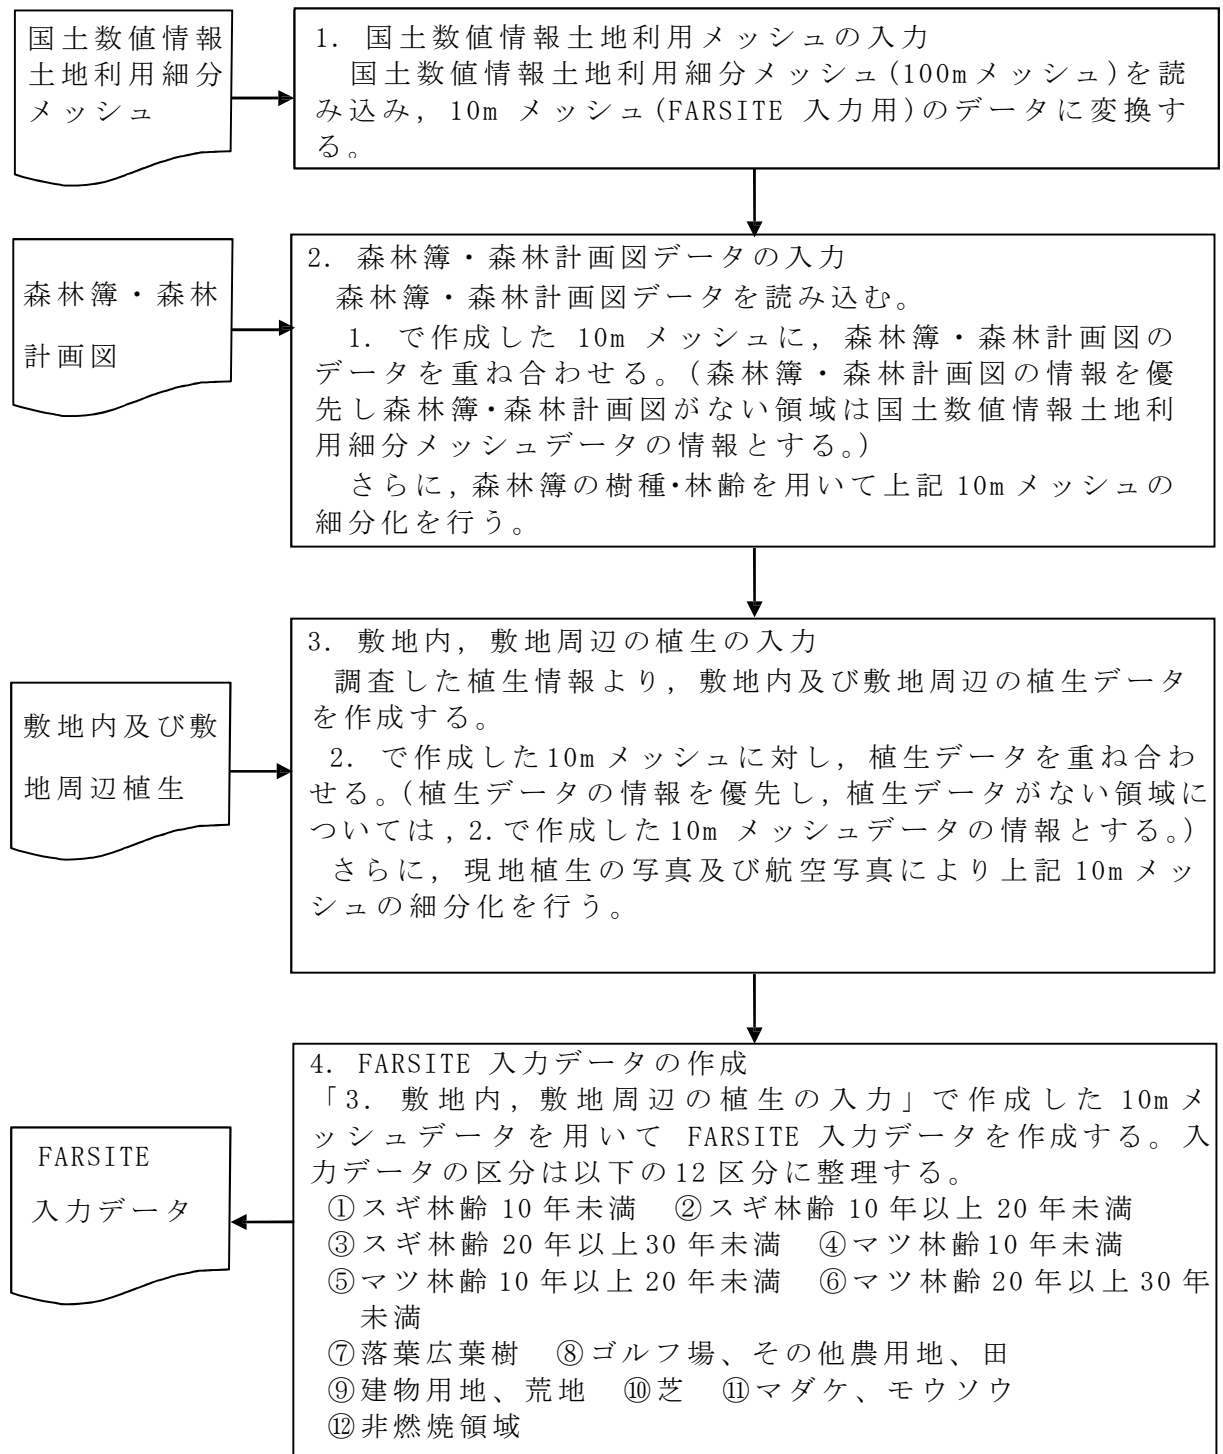 国土数値情報
土地利用細分
メッシュ
1. 国土数値情報土地利用メッシュの入力
国土数値情報土地利用細分メッシュ(100mメッシュ)を読
み込み，10m メッシュ(FARSITE 入力用)のデータに変換す
る。
森林簿・森林
計画図
2. 森林簿・森林計画図データの入力
森林簿・森林計画図データを読み込む。
1. で作成した 10m メッシュに，森林簿・森林計画図の
データを重ね合わせる。(森林簿・森林計画図の情報を優
先し森林簿・森林計画図がない領域は国土数値情報土地利
用細分メッシュデータの情報とする。)
さらに，森林簿の樹種・林齢を用いて上記 10m メッシュの
細分化を行う。
敷地内及び敷
地周辺植生
3. 敷地内，敷地周辺の植生の入力
調査した植生情報より，敷地内及び敷地周辺の植生データ
を作成する。
2. で作成した10m メッシュに対し，植生データを重ね合わ
せる。(植生データの情報を優先し，植生データがない領域に
ついては，2.で作成した10m メッシュデータの情報とする。)
さらに，現地植生の写真及び航空写真により上記 10m メッ
シュの細分化を行う。
FARSITE
入力データ
4. FARSITE 入力データの作成
「3. 敷地内，敷地周辺の植生の入力」で作成した 10m メ
ッシュデータを用いて FARSITE 入力データを作成する。入
力データの区分は以下の12区分に整理する。
①スギ林齢 10 年未満　②スギ林齢 10 年以上 20 年未満
③スギ林齢 20 年以上30 年未満　④マツ林齢10 年未満
⑤マツ林齢 10 年以上 20 年未満　⑥マツ林齢 20 年以上 30 年
未満
⑦落葉広葉樹　⑧ゴルフ場、その他農用地、田
⑨建物用地、荒地　⑩芝　⑪マダケ、モウソウ
⑫非燃焼領域